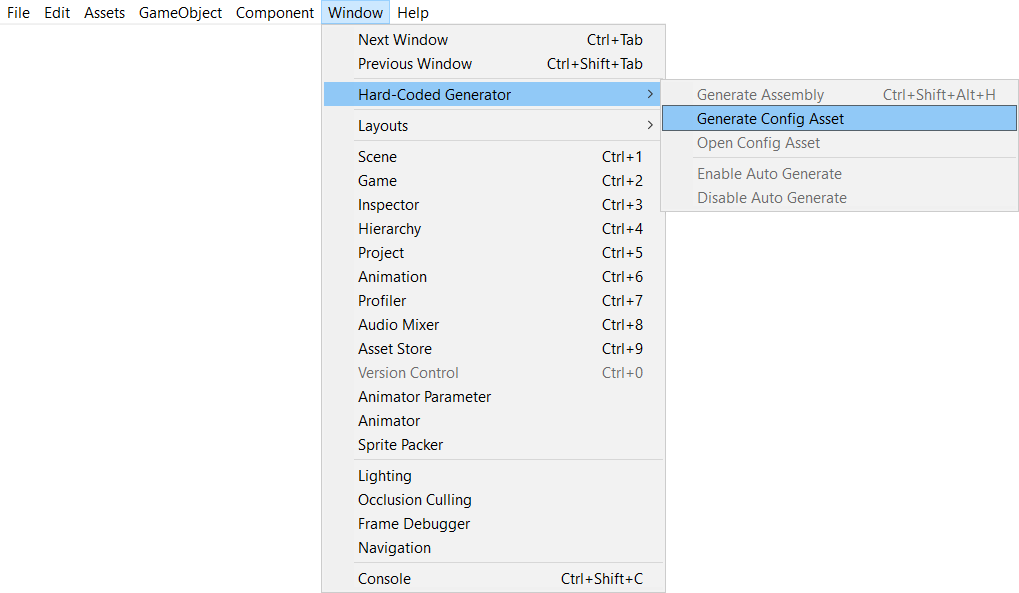 File Edit Assets GameObject Component Window Help
Next Window Ctrl+Tab
Previous Window Ctrl+Shift+Tab
Hard-Coded Generator
Generate Assembly Ctrl+Shift+Alt+H
Generate Config Asset
Open Config Asset
Enable Auto Generate
Disable Auto Generate
Layouts
Scene Ctrl+1
Game Ctrl+2
Inspector Ctrl+3
Hierarchy Ctrl+4
Project Ctrl+5
Animation Ctrl+6
Profiler Ctrl+7
Audio Mixer Ctrl+8
Asset Store Ctrl+9
Version Control Ctrl+0
Animator Parameter
Animator
Sprite Packer
Lighting
Occlusion Culling
Frame Debugger
Navigation
Console Ctrl+Shift+C